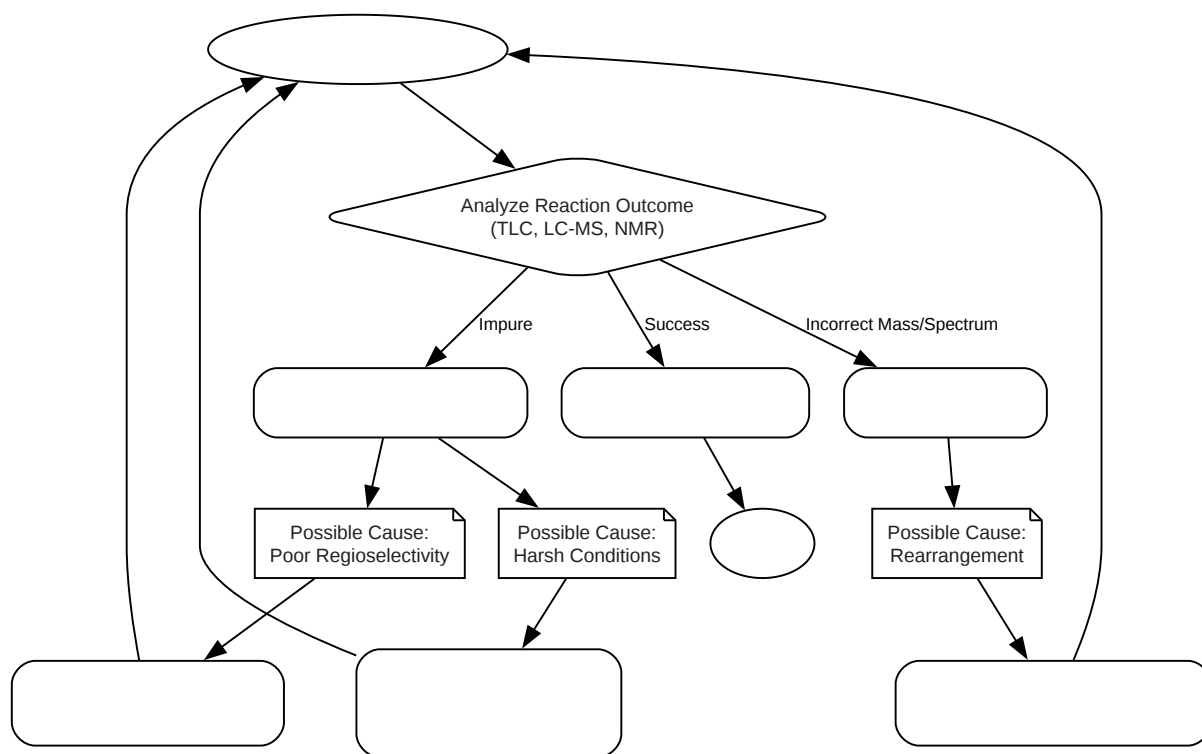 Analyze Reaction Outcome
(TLC, LC-MS, NMR)
Impure
Success
Incorrect Mass/Spectrum
Possible Cause:
Poor Regioselectivity
Possible Cause:
Harsh Conditions
Possible Cause:
Rearrangement